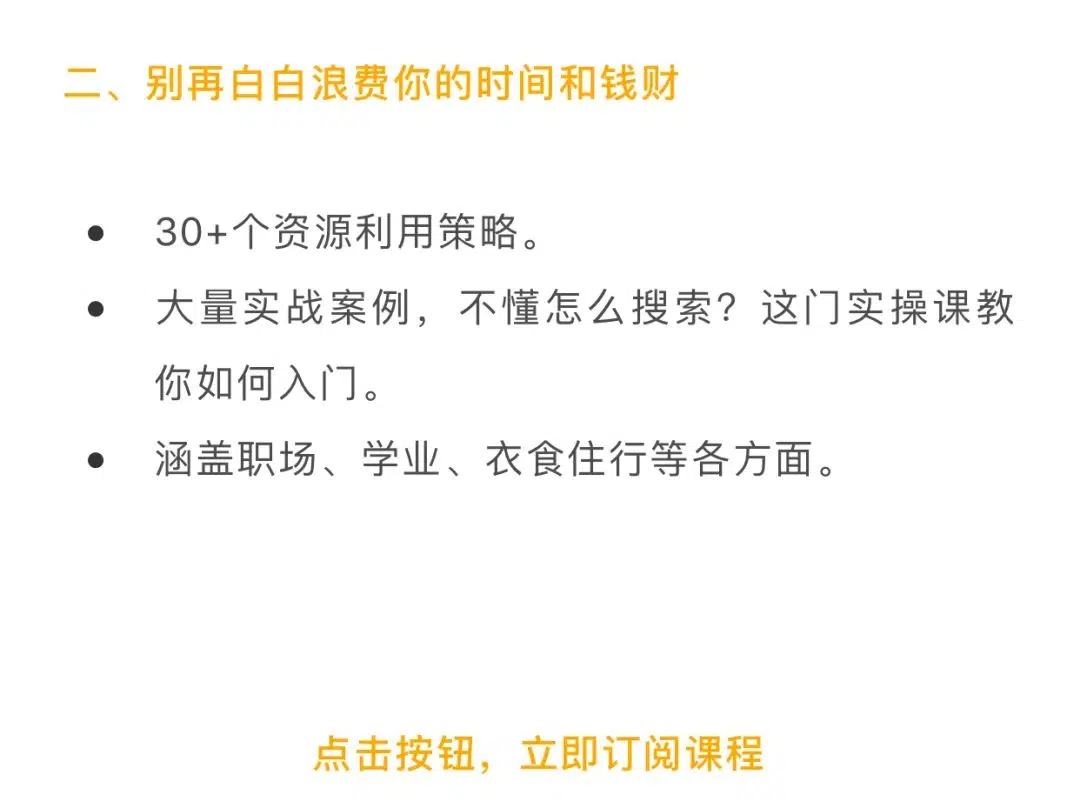 二、别再白白浪费你的时间和钱财
● 30+个资源利用策略。
● 大量实战案例，不懂怎么搜索？这门实操课教
你如何入门。
● 涵盖职场、学业、衣食住行等各方面。
点击按钮，立即订阅课程